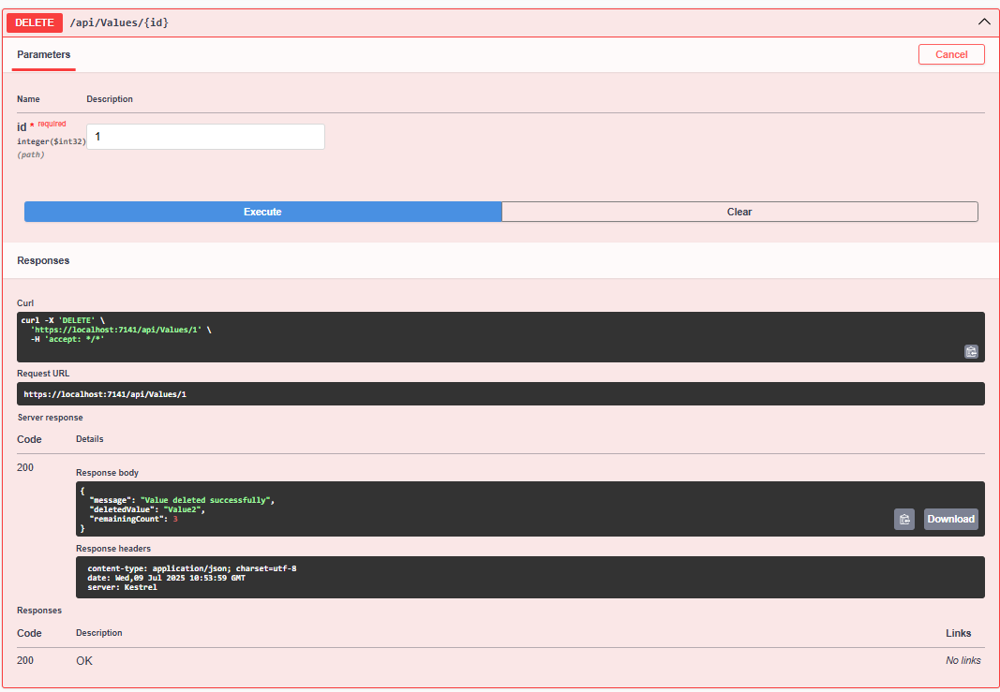 DELETE /api/Values/{id}
Parameters
Cancel
Name Description
id * required
integer($int32)
(path)
1
Execute Clear
Responses
Curl
curl -X 'DELETE' \
'https://localhost:7141/api/Values/1' \
-H 'accept: */*'
Request URL
https://localhost:7141/api/Values/1
Server response
Code Details
200
Response body
{
"message": "Value deleted successfully",
"deletedValue": "Value2",
"remainingCount": 3
}
Download
Response headers
content-type: application/json; charset=utf-8
date: Wed,09 Jul 2025 10:53:59 GMT
server: Kestrel
Responses
Code Description Links
200 OK No links